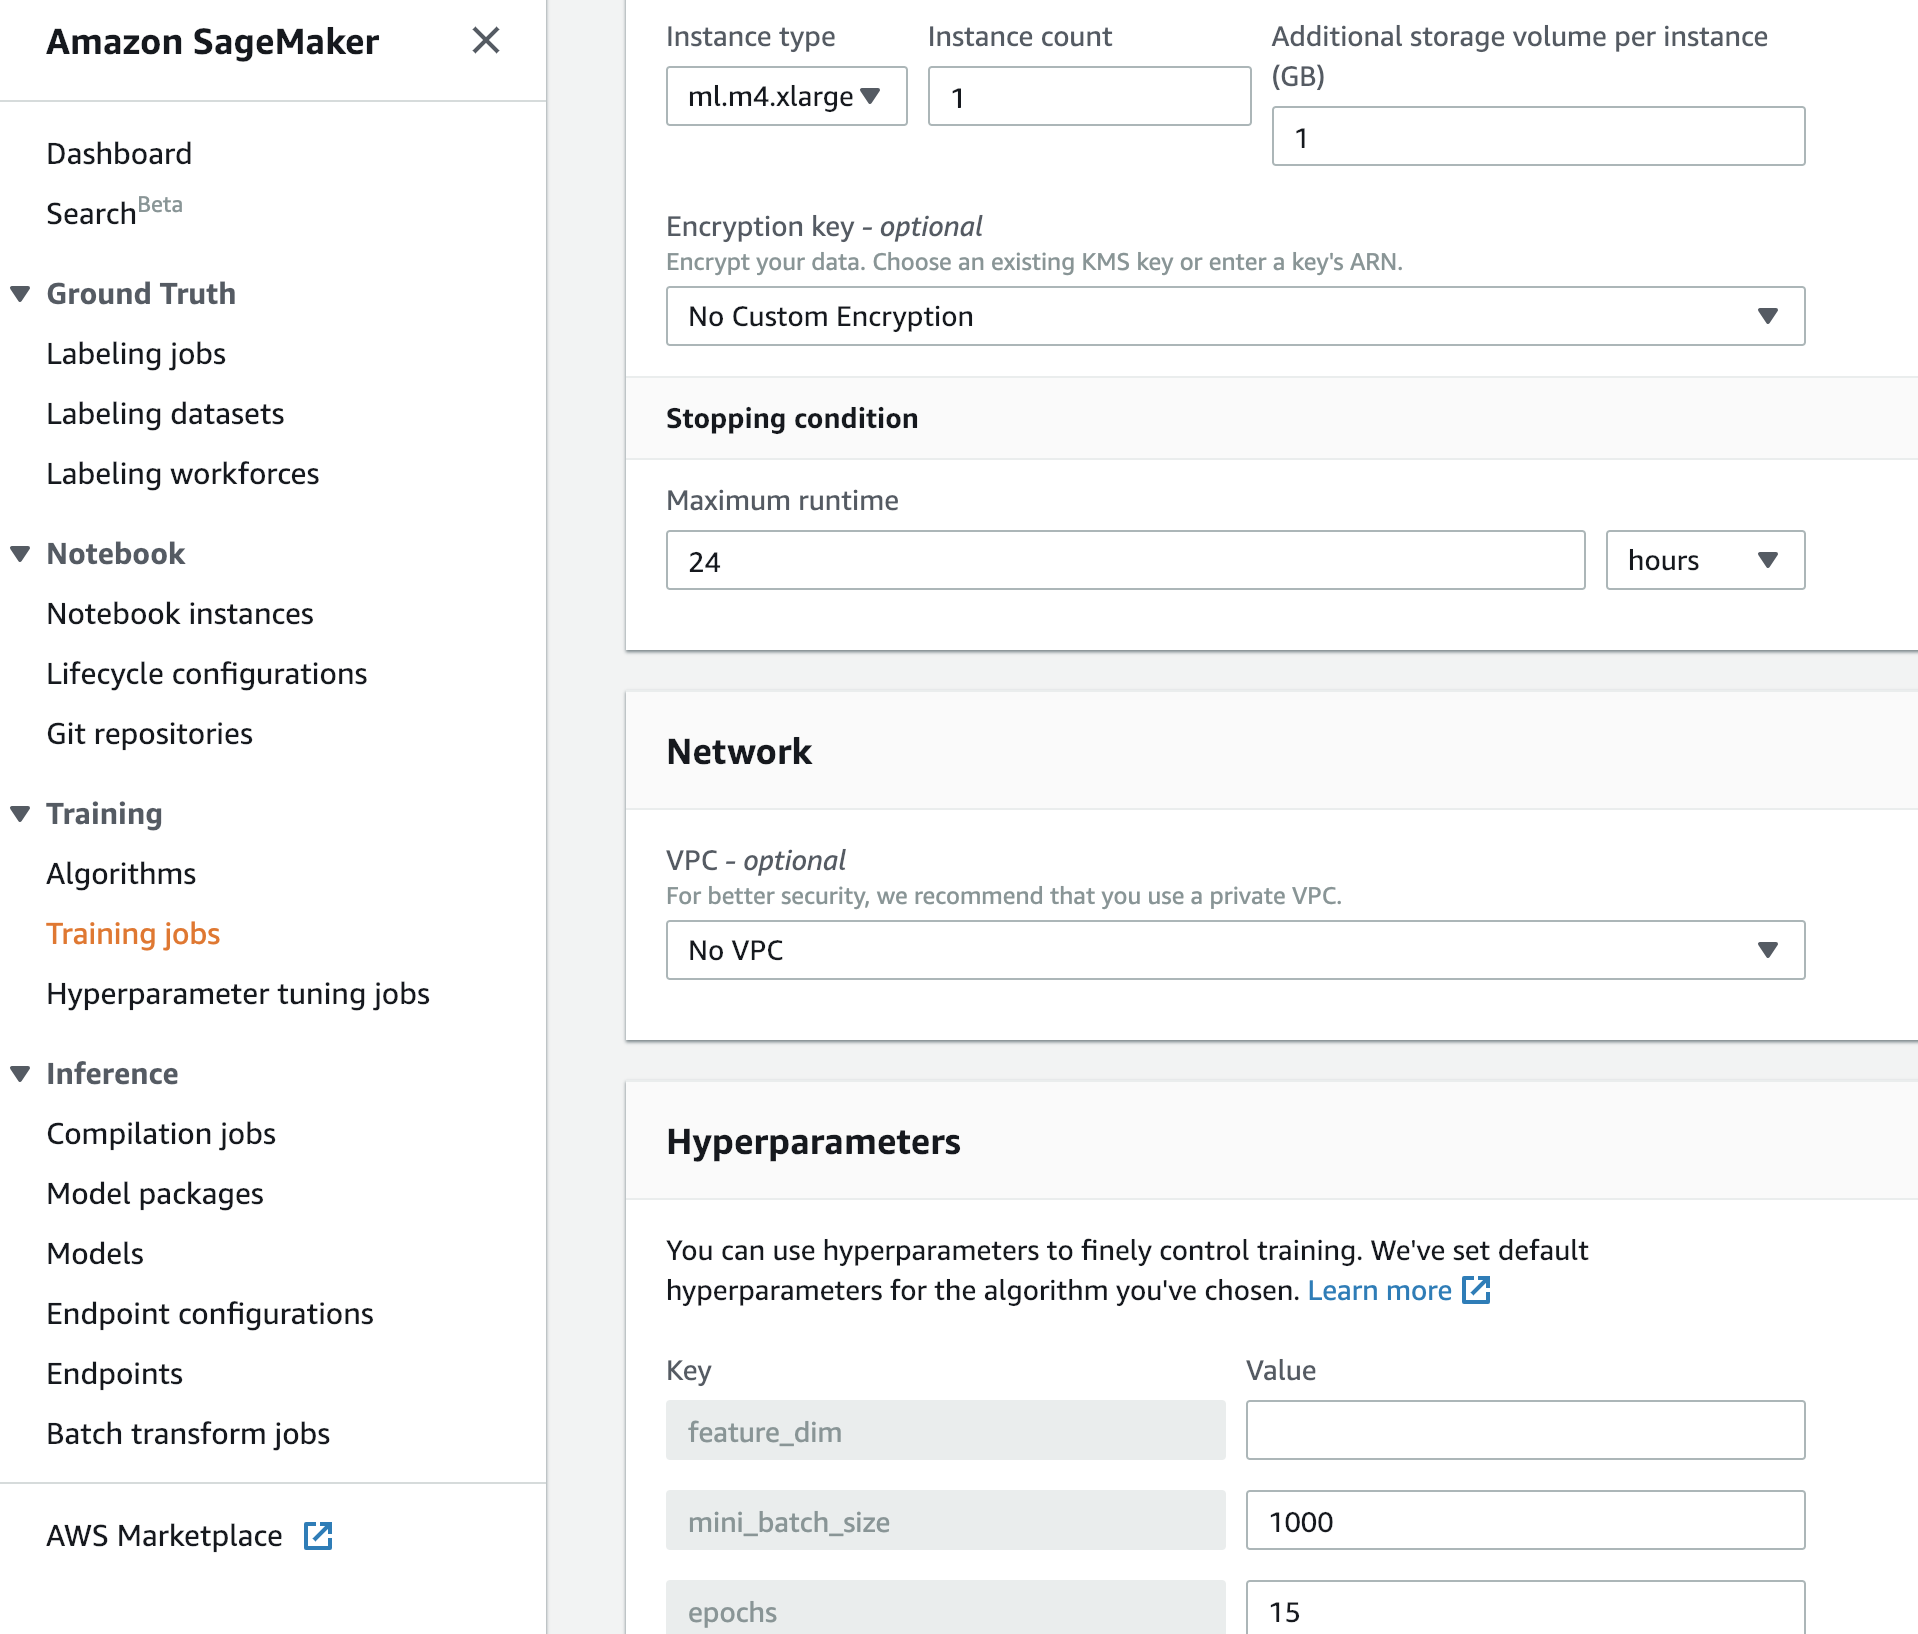 Amazon SageMaker
Dashboard
Search Beta
Ground Truth
Labeling jobs
Labeling datasets
Labeling workforces
Notebook
Notebook instances
Lifecycle configurations
Git repositories
Training
Algorithms
Training jobs
Hyperparameter tuning jobs
Inference
Compilation jobs
Model packages
Models
Endpoint configurations
Endpoints
Batch transform jobs
AWS Marketplace
Instance type
ml.m4.xlarge
Instance count
1
Additional storage volume per instance
(GB)
1
Encryption key - optional
Encrypt your data. Choose an existing KMS key or enter a key's ARN.
No Custom Encryption
Stopping condition
Maximum runtime
24 hours
Network
VPC - optional
For better security, we recommend that you use a private VPC.
No VPC
Hyperparameters
You can use hyperparameters to finely control training. We've set default
hyperparameters for the algorithm you've chosen. Learn more
Key Value
feature_dim
mini_batch_size 1000
epochs 15